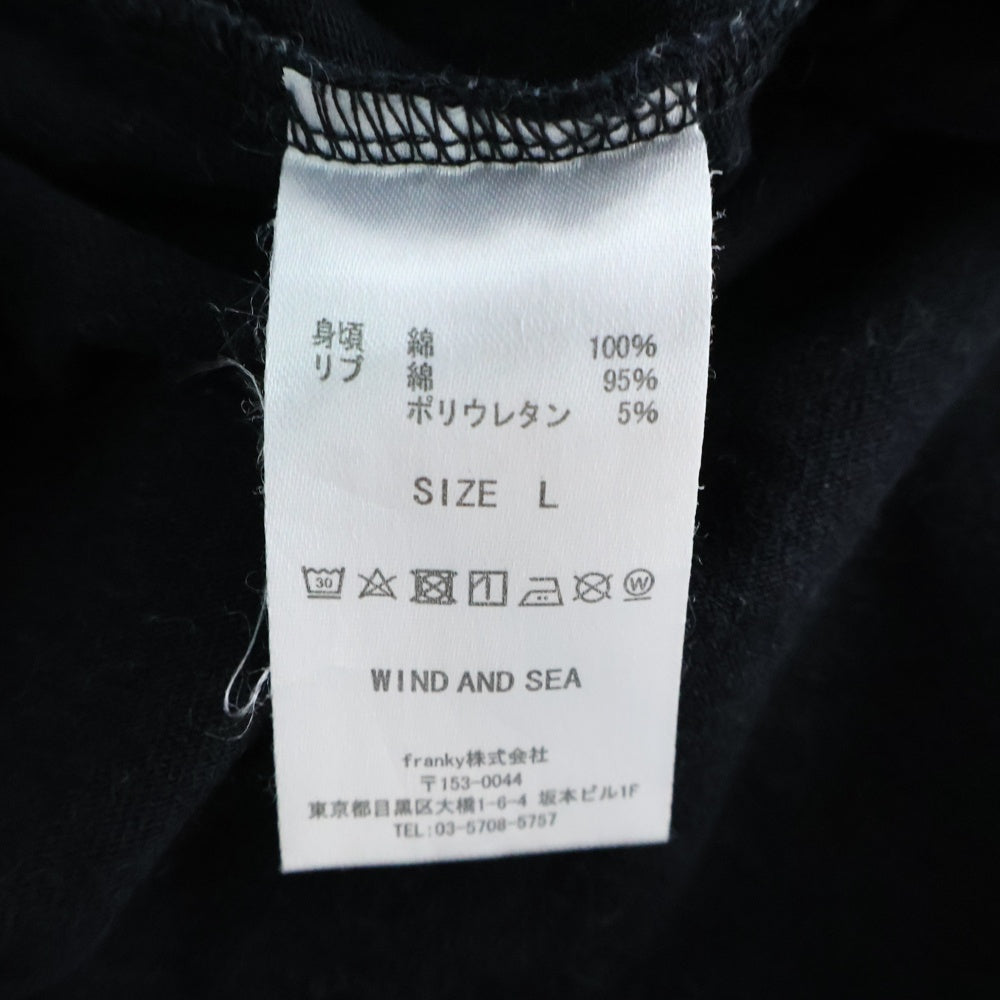 身頃 綿 100%
リブ 綿 95%
ポリウレタン 5%
SIZE L
30 W
WIND AND SEA
franky株式会社
〒153-0044
東京都目黒区大橋1-6-4 坂本ビル1F
TEL:03-5708-5757